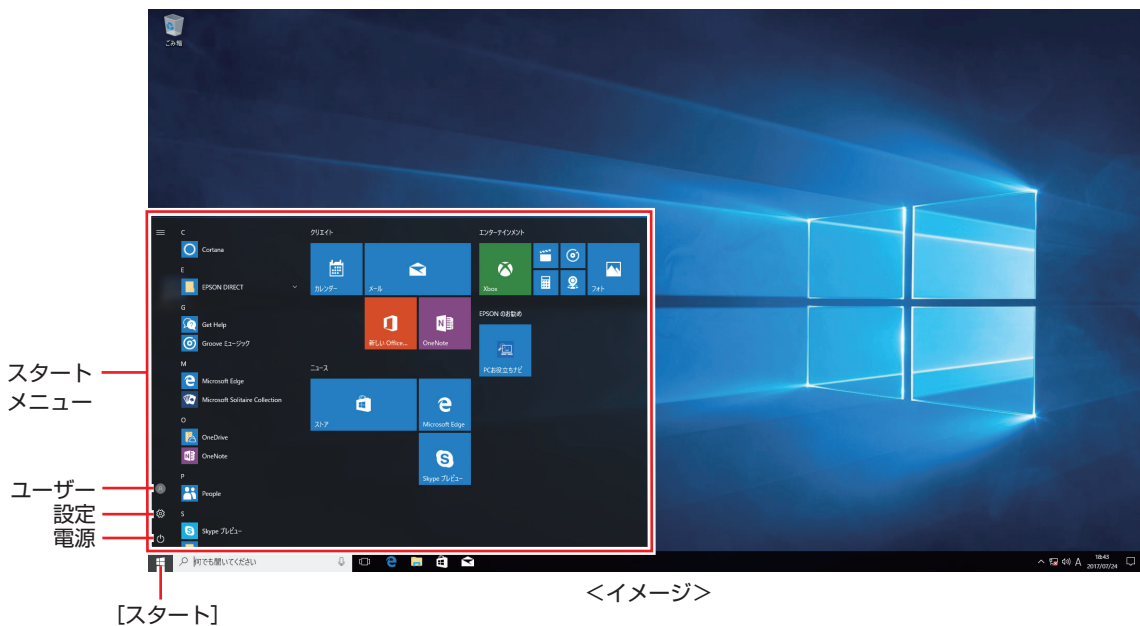 ごみ箱
C
Cortana
E
EPSON DIRECT
G
Get Help
Groove ミュージック
M
Microsoft Edge
Microsoft Solitaire Collection
O
OneDrive
OneNote
P
People
S
Skype プレビュー
クリエイト
カレンダー
メール
新しい Office...
OneNote
ニュース
ストア
Microsoft Edge
Skype プレビュー
エンターテインメント
Xbox
フォト
EPSON のお勧め
PCお役立ちナビ
スタート
メニュー
ユーザー
設定
電源
何でも聞いてください
A
18:43
2017/07/24
[スタート]
＜イメージ＞